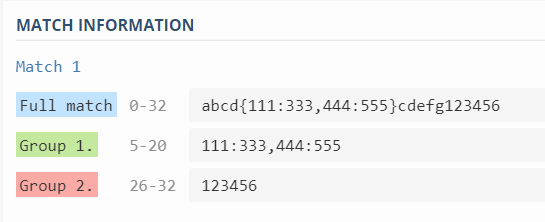 MATCH INFORMATION
Match 1
Full match 0-32 abcd{111:333,444:555}cdefg123456
Group 1. 5-20 111:333,444:555
Group 2. 26-32 123456